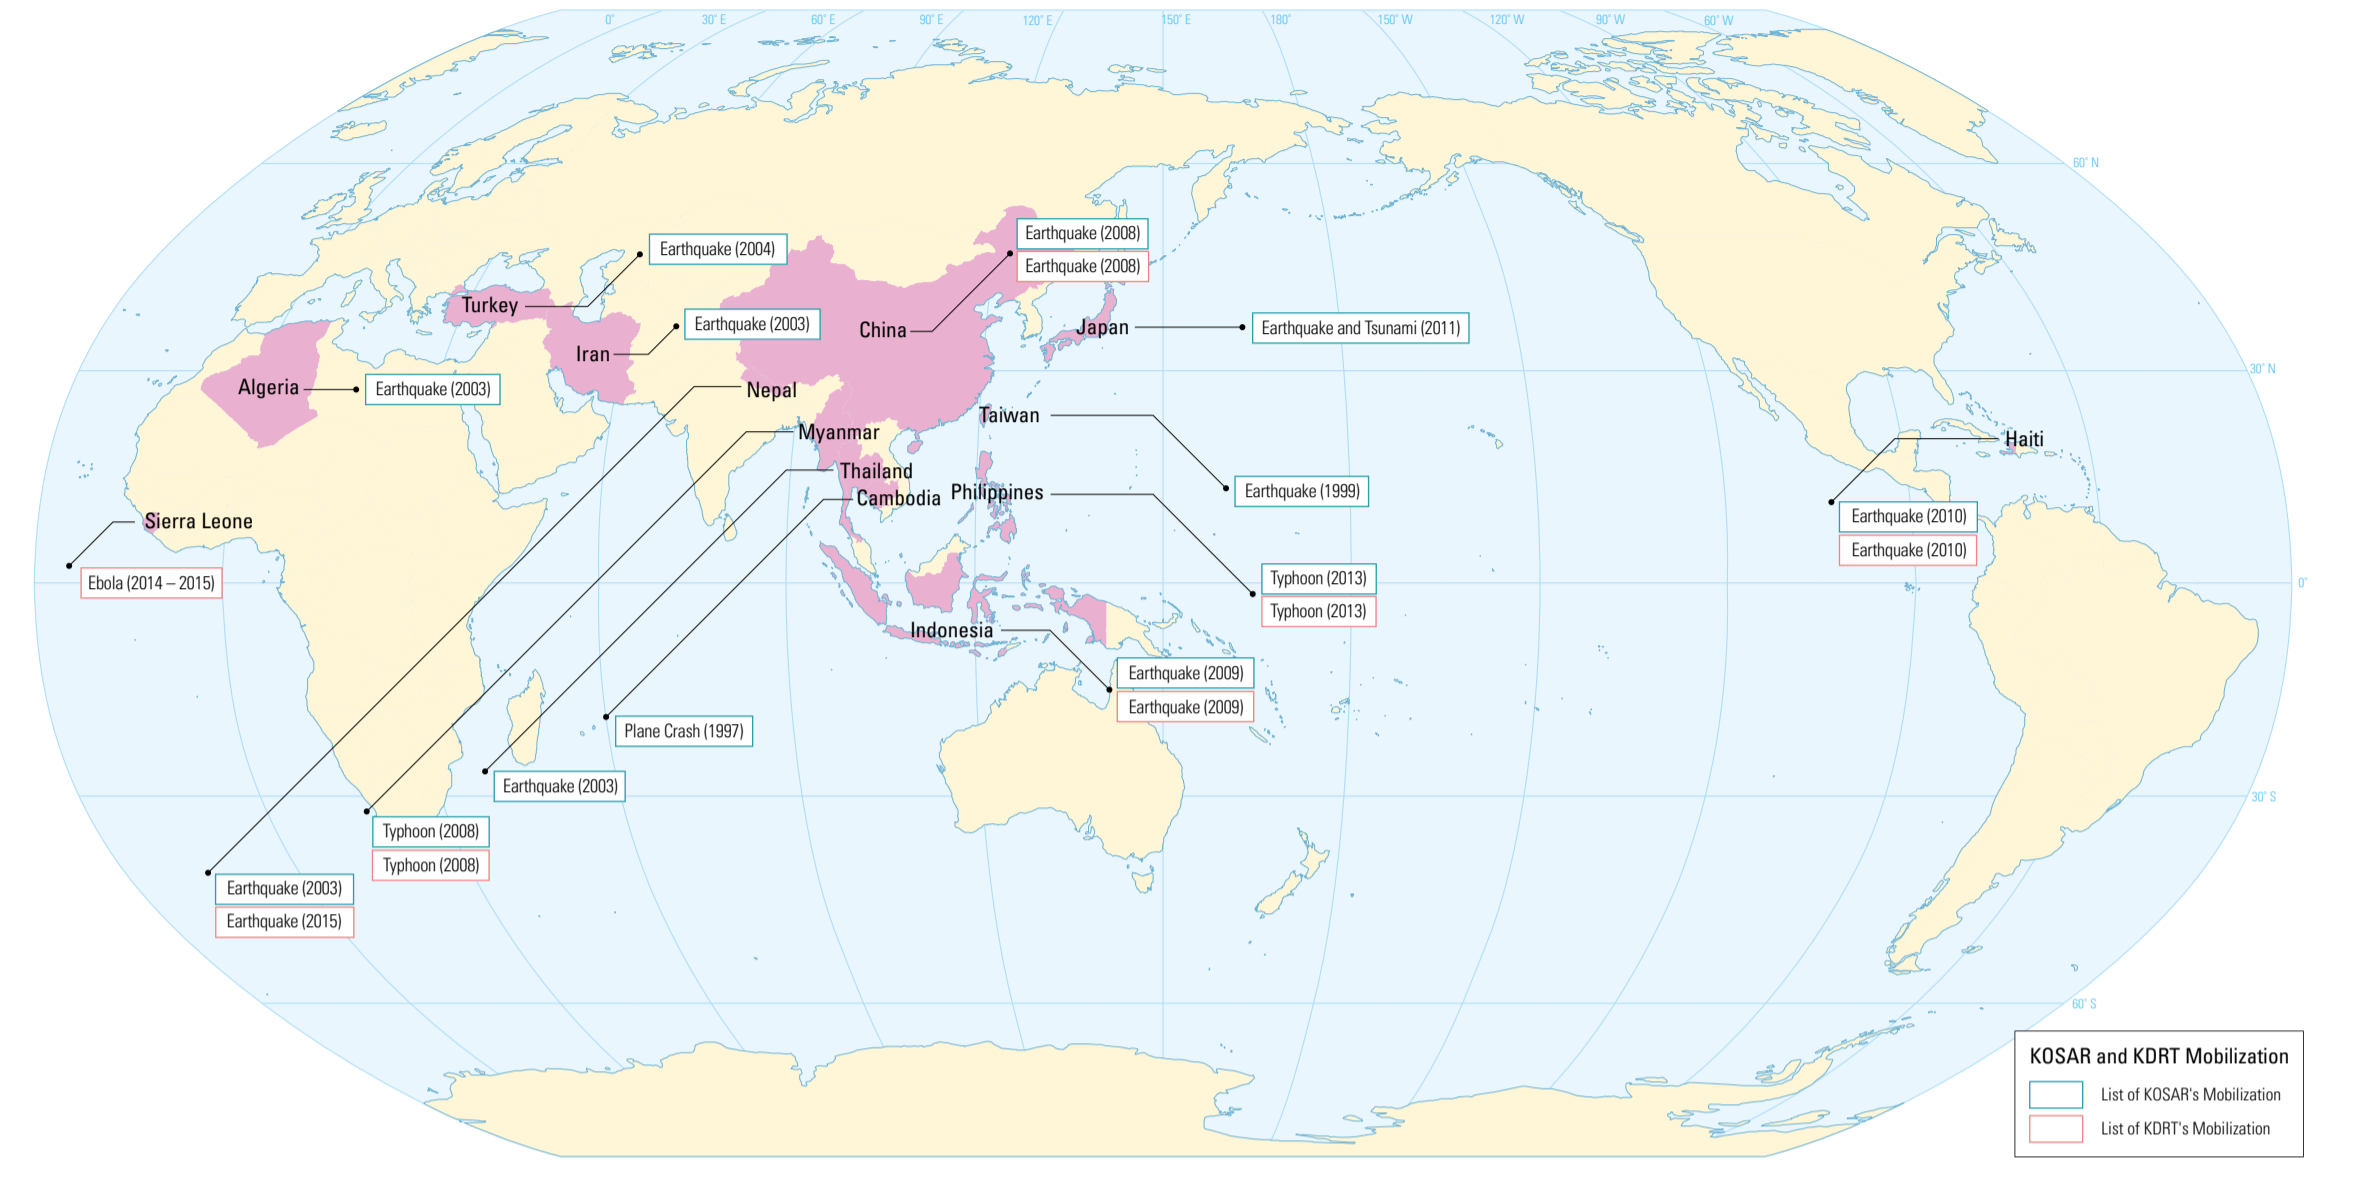 0°
30° E
60° E
90° E
120° E
150° E
180°
150° W
120° W
90° W
60° W
60° N
30° N
0°
30° S
60° S
Turkey
Earthquake (2004)
China
Earthquake (2008)
Earthquake (2008)
Iran
Earthquake (2003)
Japan
Earthquake and Tsunami (2011)
Algeria
Earthquake (2003)
Nepal
Earthquake (2003)
Earthquake (2015)
Taiwan
Earthquake (1999)
Myanmar
Typhoon (2008)
Typhoon (2008)
Haiti
Earthquake (2010)
Earthquake (2010)
Thailand
Earthquake (2003)
Cambodia
Plane Crash (1997)
Philippines
Typhoon (2013)
Typhoon (2013)
Sierra Leone
Ebola (2014 – 2015)
Indonesia
Earthquake (2009)
Earthquake (2009)
KOSAR and KDRT Mobilization
List of KOSAR's Mobilization
List of KDRT's Mobilization